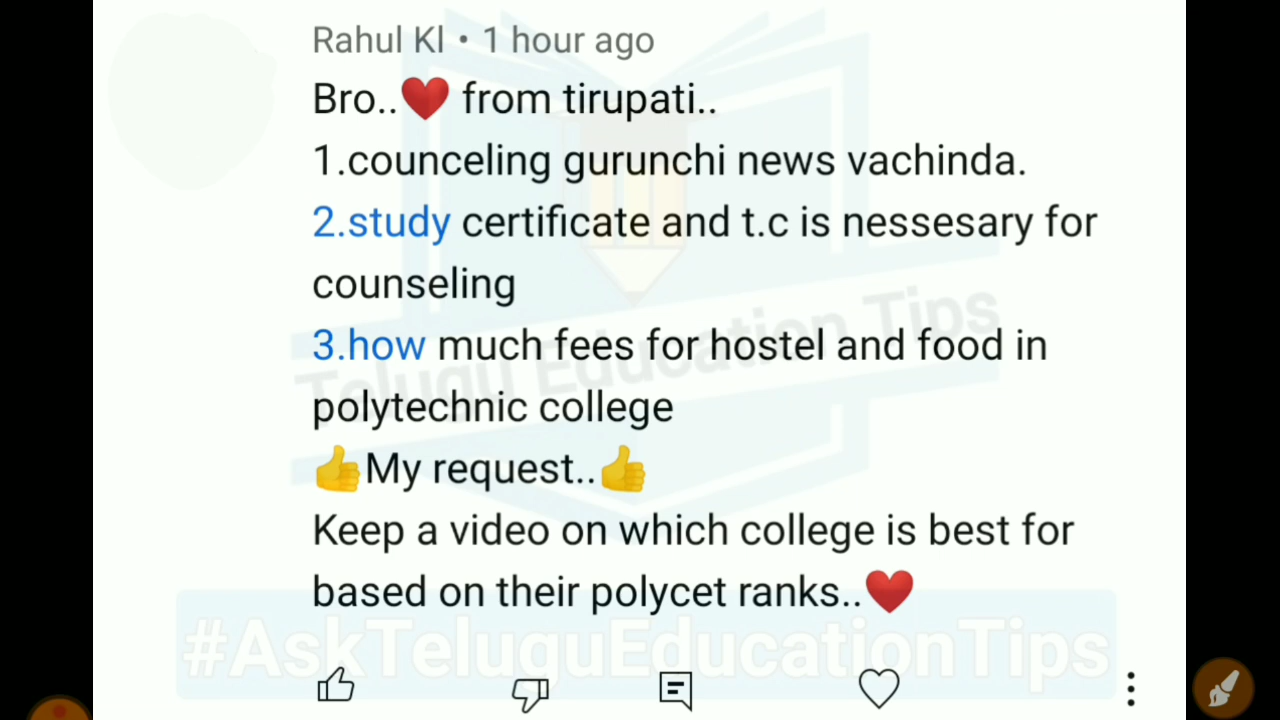 Rahul Kl • 1 hour ago
Bro..❤️ from tirupati..
1.counceling gurunchi news vachinda.
2.study certificate and t.c is nessesary for
counseling
3.how much fees for hostel and food in
polytechnic college
👍My request..👍
Keep a video on which college is best for
based on their polycet ranks..❤️
Telugu Education Tips
#AskTeluguEducationTips